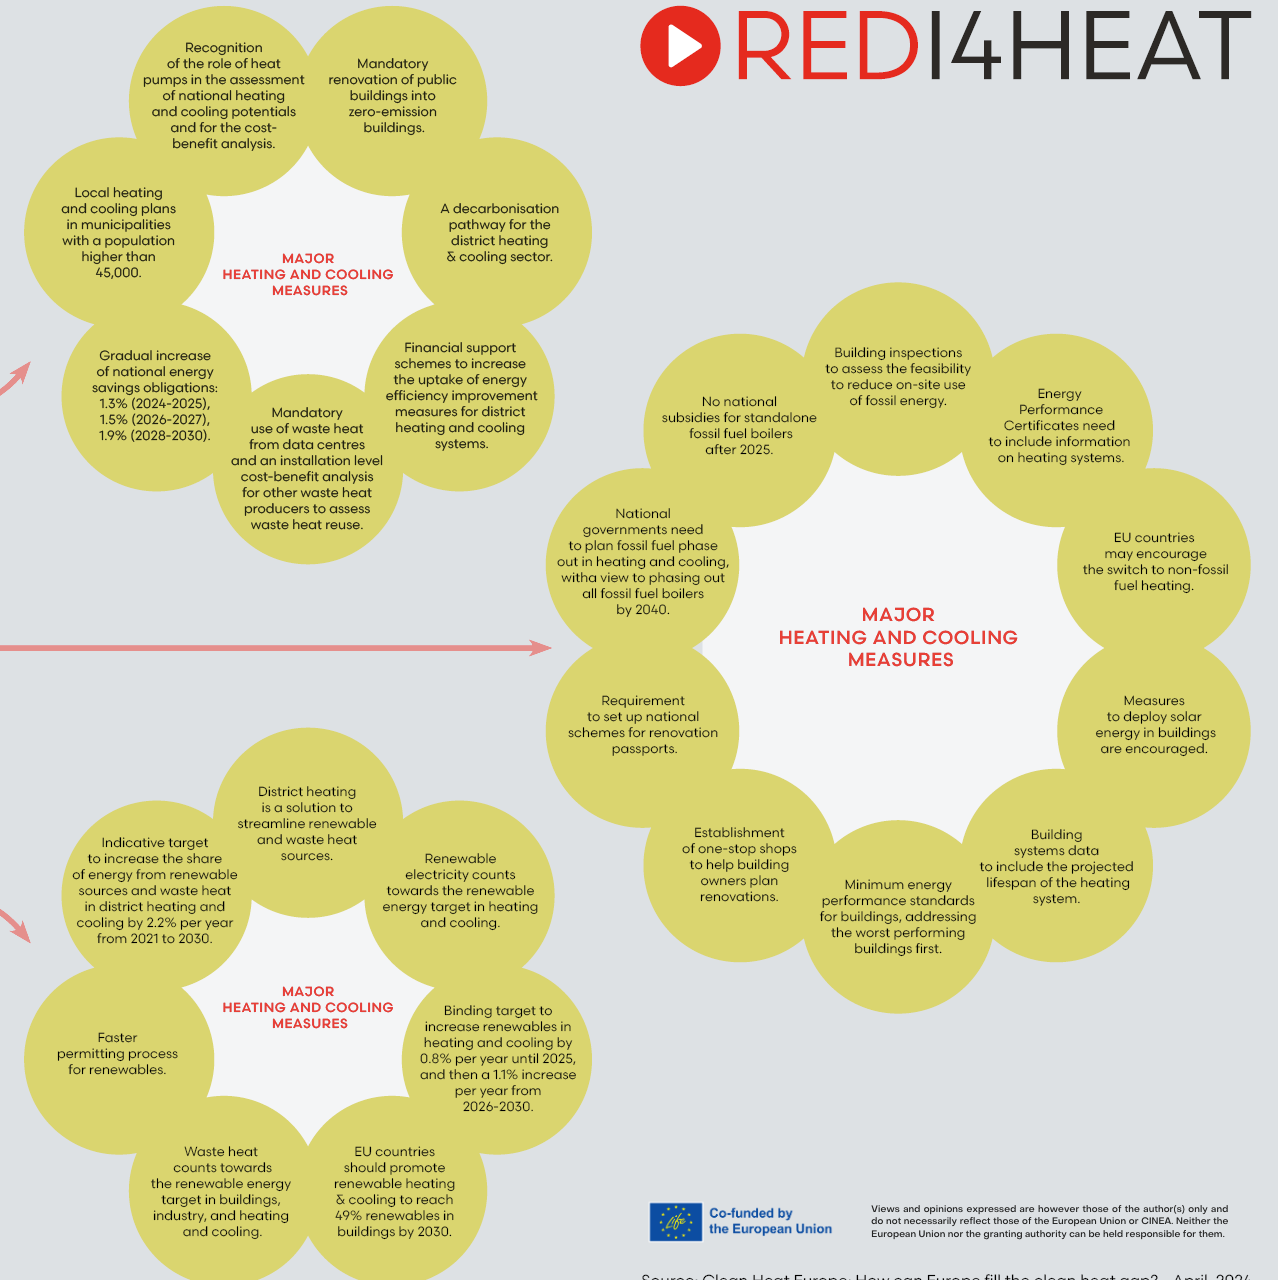 REDI4HEAT
Recognition
of the role of heat
pumps in the assessment
of national heating
and cooling potentials
and for the cost-
benefit analysis.
Mandatory
renovation of public
buildings into
zero-emission
buildings.
Local heating
and cooling plans
in municipalities
with a population
higher than
45,000.
A decarbonisation
pathway for the
district heating
& cooling sector.
MAJOR
HEATING AND COOLING
MEASURES
Gradual increase
of national energy
savings obligations:
1.3% (2024-2025),
1.5% (2026-2027),
1.9% (2028-2030).
Mandatory
use of waste heat
from data centres
and an installation level
cost-benefit analysis
for other waste heat
producers to assess
waste heat reuse.
Financial support
schemes to increase
the uptake of energy
efficiency improvement
measures for district
heating and cooling
systems.
Building inspections
to assess the feasibility
to reduce on-site use
of fossil energy.
No national
subsidies for standalone
fossil fuel boilers
after 2025.
Energy
Performance
Certificates need
to include information
on heating systems.
National
governments need
to plan fossil fuel phase
out in heating and cooling,
witha view to phasing out
all fossil fuel boilers
by 2040.
EU countries
may encourage
the switch to non-fossil
fuel heating.
MAJOR
HEATING AND COOLING
MEASURES
Requirement
to set up national
schemes for renovation
passports.
Measures
to deploy solar
energy in buildings
are encouraged.
Establishment
of one-stop shops
to help building
owners plan
renovations.
Minimum energy
performance standards
for buildings, addressing
the worst performing
buildings first.
Building
systems data
to include the projected
lifespan of the heating
system.
District heating
is a solution to
streamline renewable
and waste heat
sources.
Indicative target
to increase the share
of energy from renewable
sources and waste heat
in district heating and
cooling by 2.2% per year
from 2021 to 2030.
Renewable
electricity counts
towards the renewable
energy target in heating
and cooling.
MAJOR
HEATING AND COOLING
MEASURES
Faster
permitting process
for renewables.
Binding target to
increase renewables in
heating and cooling by
0.8% per year until 2025,
and then a 1.1% increase
per year from
2026-2030.
Waste heat
counts towards
the renewable energy
target in buildings,
industry, and heating
and cooling.
EU countries
should promote
renewable heating
& cooling to reach
49% renewables in
buildings by 2030.
Life
Co-funded by
the European Union
Views and opinions expressed are however those of the author(s) only and
do not necessarily reflect those of the European Union or CINEA. Neither the
European Union nor the granting authority can be held responsible for them.
Source: Clean Heat Europe: How can Europe fill the clean heat gap? - April, 2024